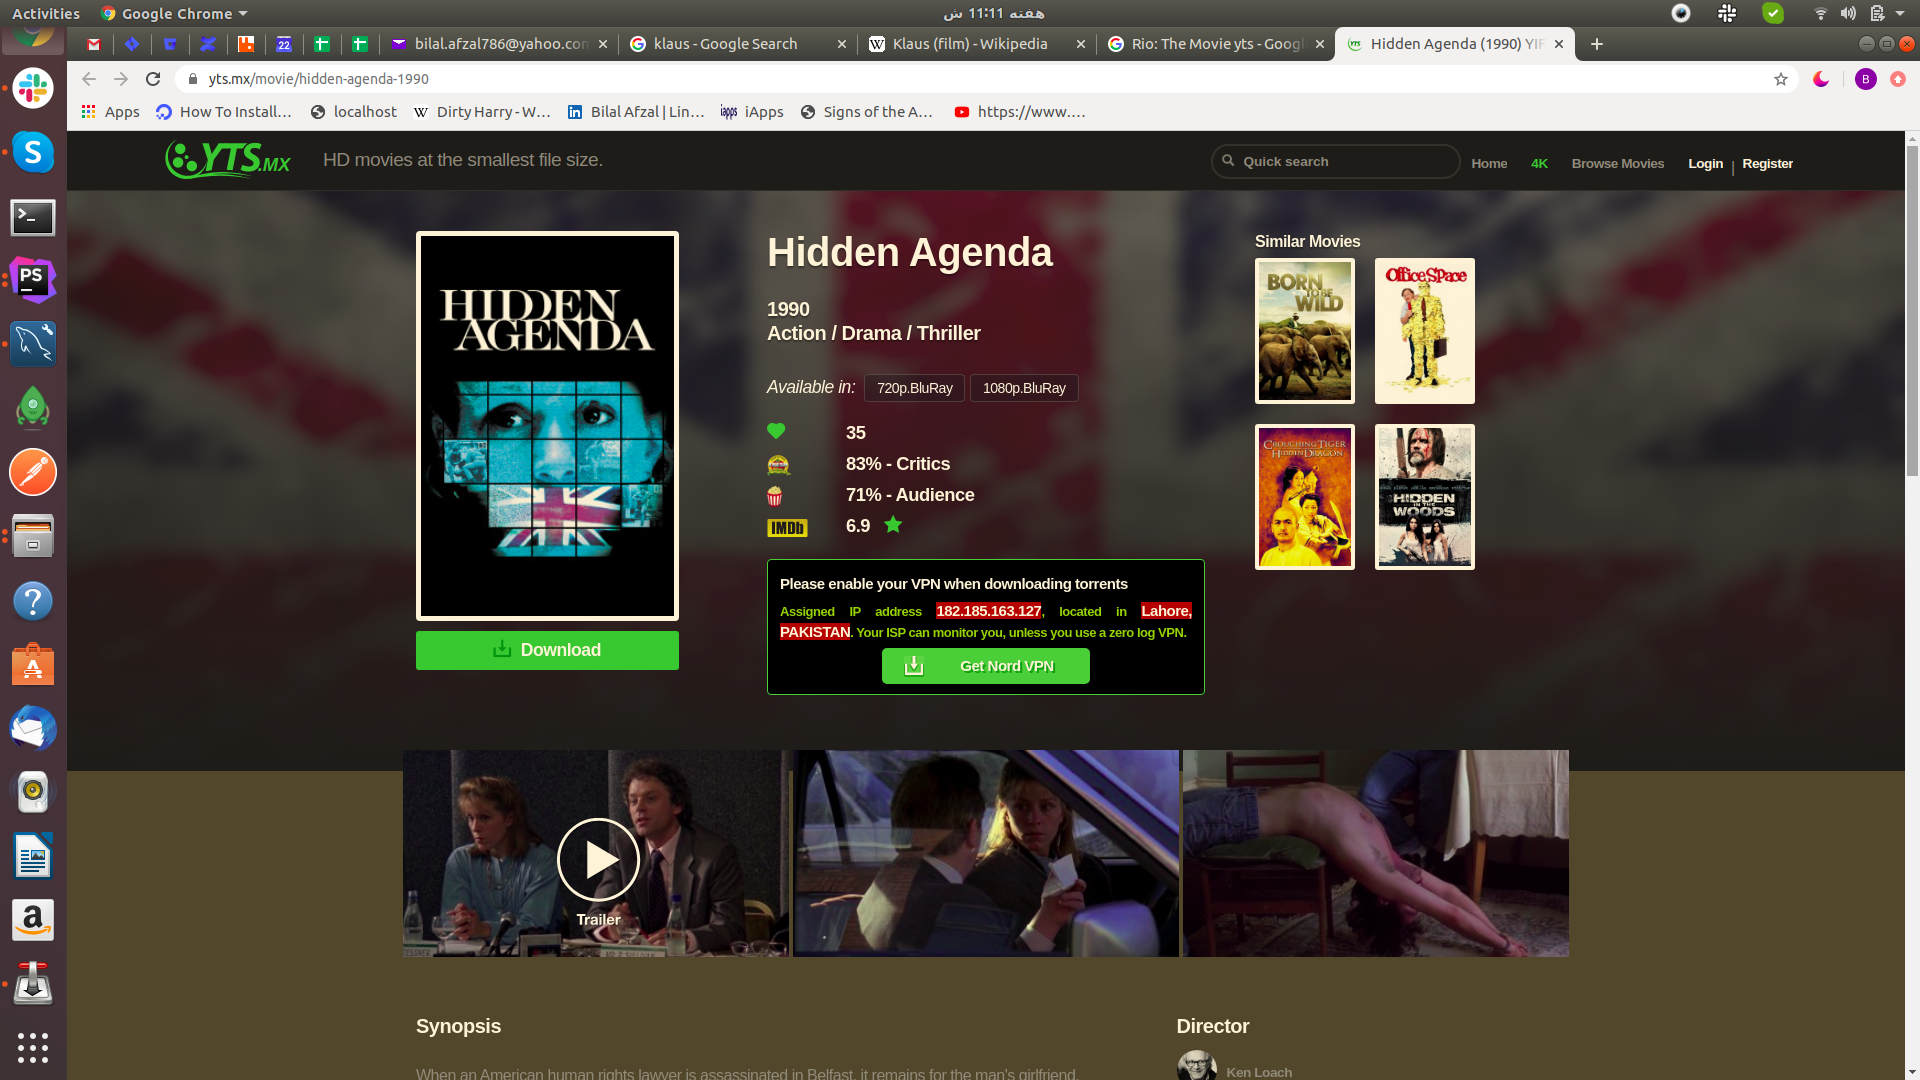 Activities
Google Chrome
هفته 11:11 ش
22
bilal.afzal786@yahoo.con
klaus - Google Search
Klaus (film) - Wikipedia
Rio: The Movie yts - Googl
Hidden Agenda (1990) YIF
yts.mx/movie/hidden-agenda-1990
B
Apps
How To Install...
localhost
Dirty Harry - W...
Bilal Afzal | Lin...
iApps
Signs of the A...
https://www....
YTS.MX
HD movies at the smallest file size.
Quick search
Home
4K
Browse Movies
Login | Register
HIDDEN
AGENDA
Download
Hidden Agenda
1990
Action / Drama / Thriller
Available in: 720p.BluRay 1080p.BluRay
35
83% - Critics
71% - Audience
IMDb 6.9
Please enable your VPN when downloading torrents
Assigned IP address 182.185.163.127, located in Lahore,
PAKISTAN. Your ISP can monitor you, unless you use a zero log VPN.
Get Nord VPN
Similar Movies
BORN
TO BE
WILD
Office Space
CROUCHING TIGER
HIDDEN DRAGON
HIDDEN
IN THE
WOODS
Trailer
Synopsis
When an American human rights lawyer is assassinated in Belfast, it remains for the man's girlfriend,
Director
Ken Loach